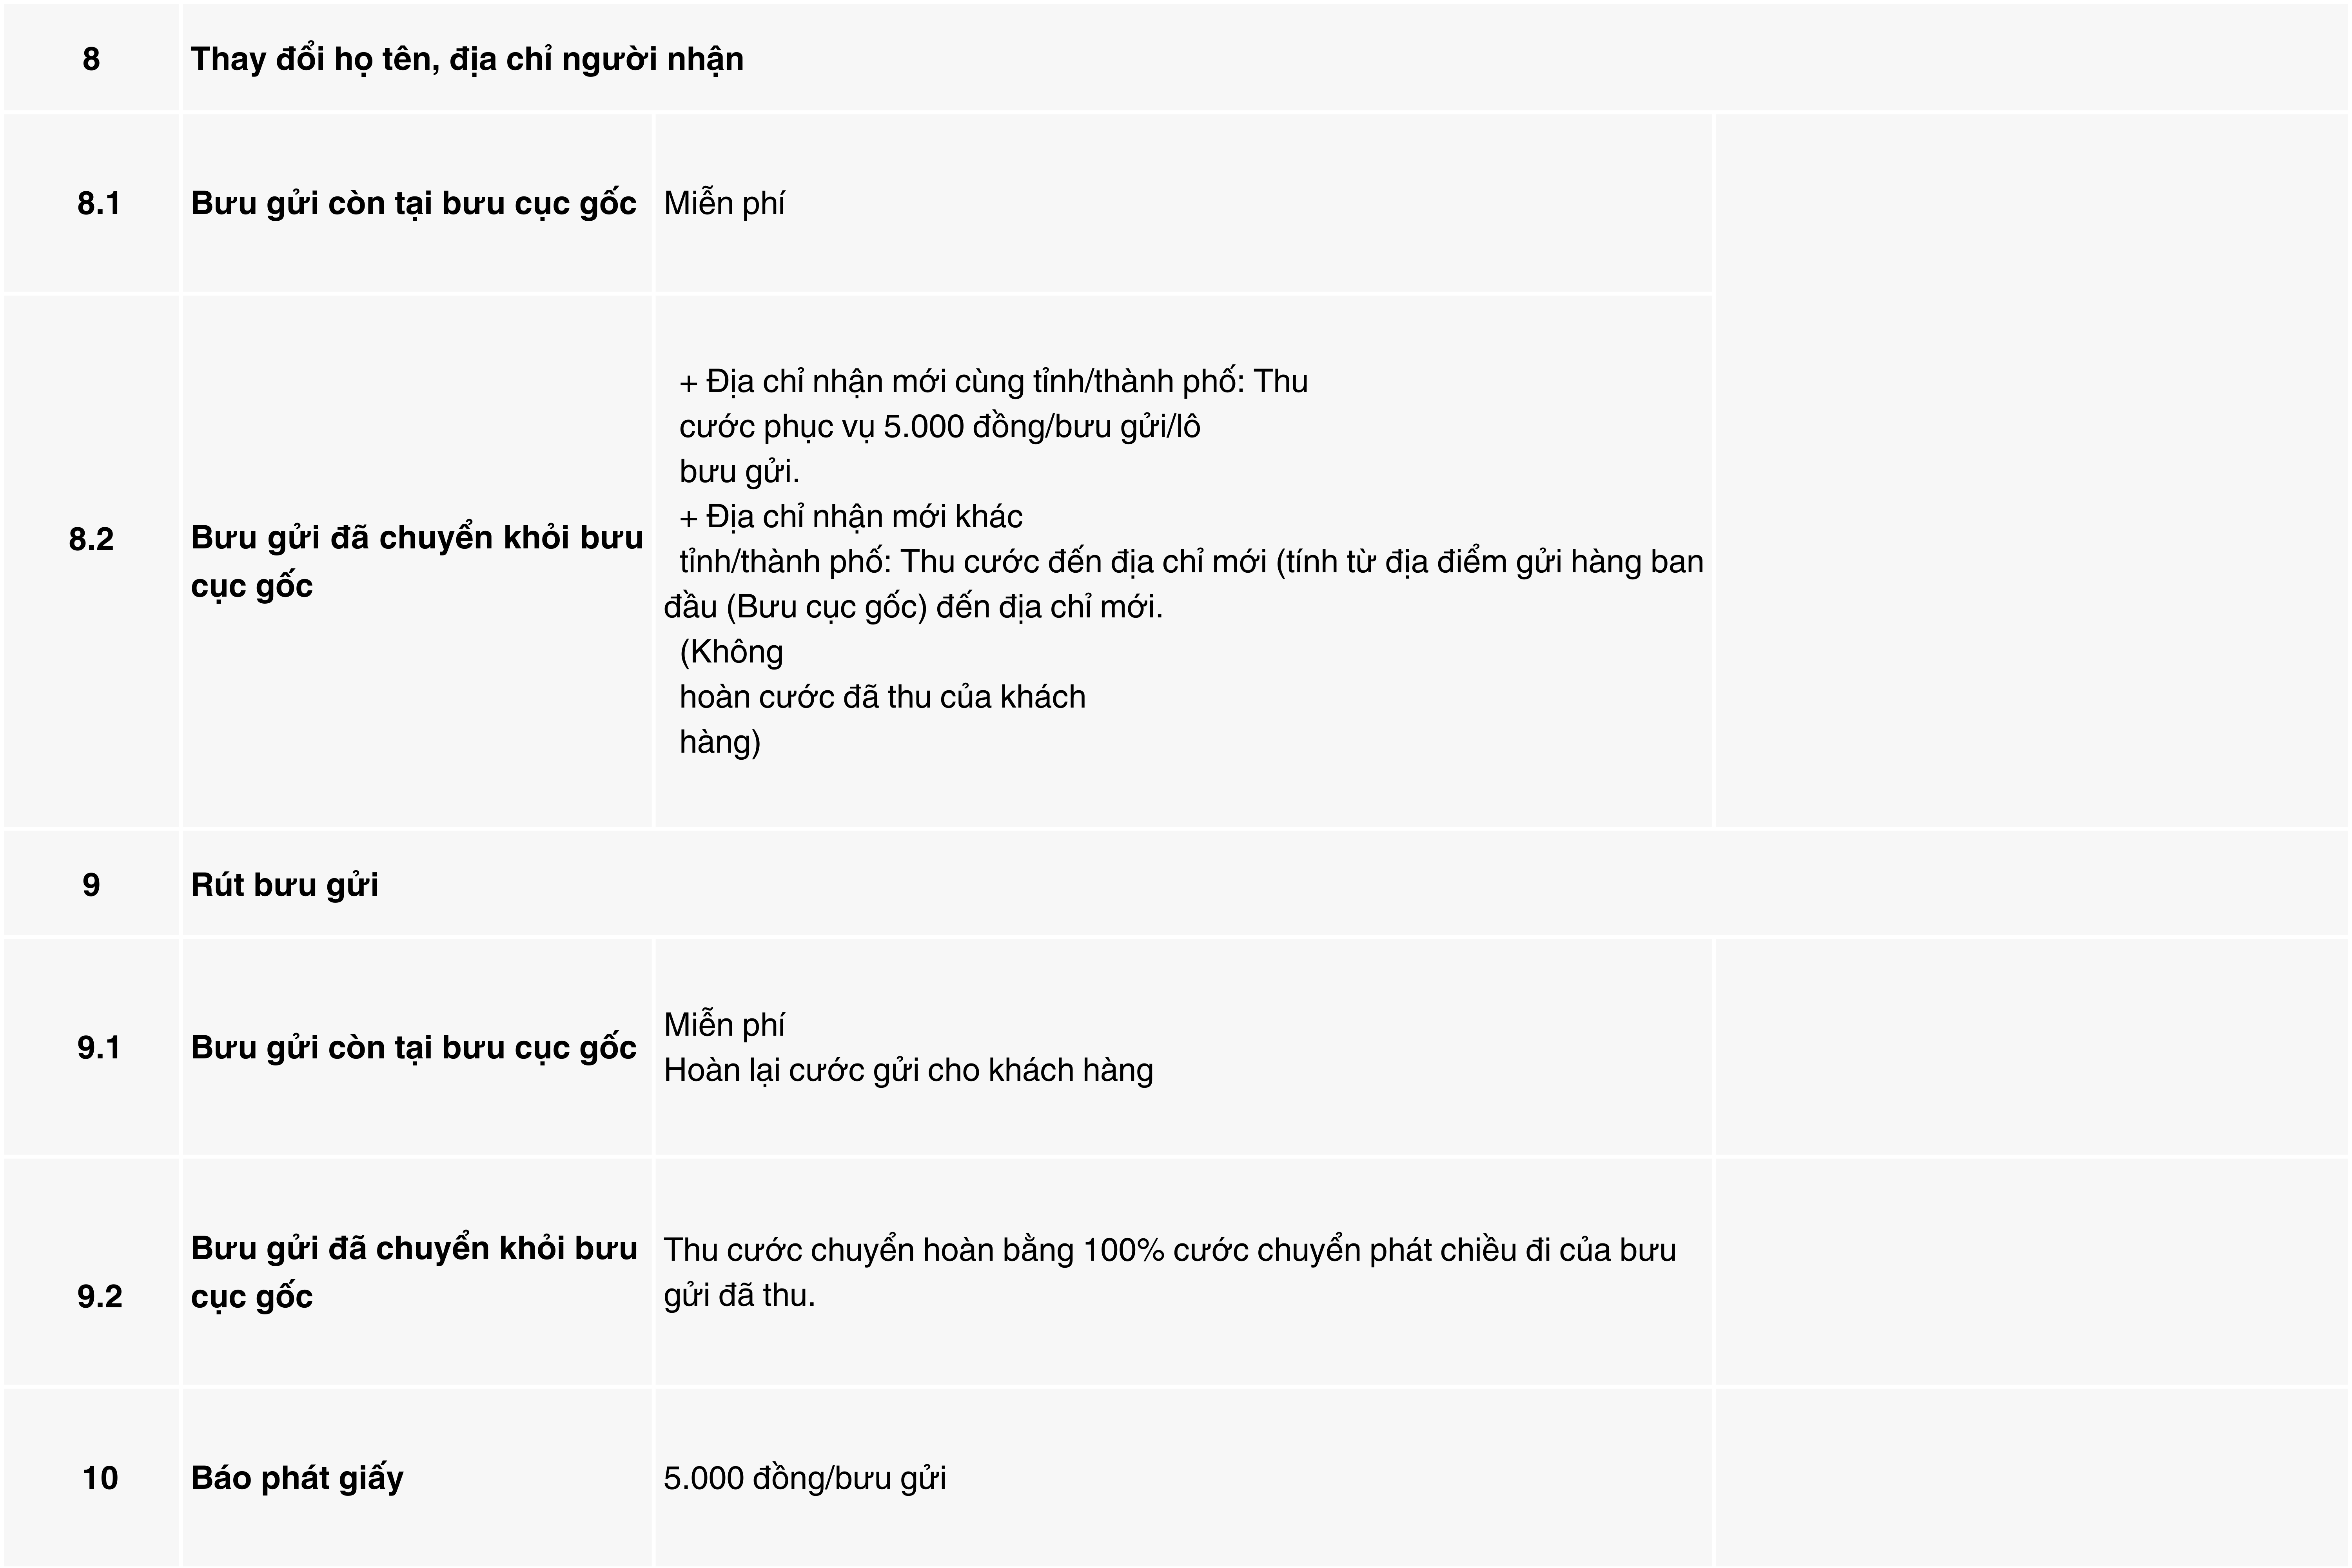 8 Thay đổi họ tên, địa chỉ người nhận
8.1 Bưu gửi còn tại bưu cục gốc Miễn phí
8.2 Bưu gửi đã chuyển khỏi bưu
cục gốc
+ Địa chỉ nhận mới cùng tỉnh/thành phố: Thu
cước phục vụ 5.000 đồng/bưu gửi/lô
bưu gửi.
+ Địa chỉ nhận mới khác
tỉnh/thành phố: Thu cước đến địa chỉ mới (tính từ địa điểm gửi hàng ban
đầu (Bưu cục gốc) đến địa chỉ mới.
(Không
hoàn cước đã thu của khách
hàng)
9 Rút bưu gửi
9.1 Bưu gửi còn tại bưu cục gốc
Miễn phí
Hoàn lại cước gửi cho khách hàng
9.2 Bưu gửi đã chuyển khỏi bưu
cục gốc
Thu cước chuyển hoàn bằng 100% cước chuyển phát chiều đi của bưu
gửi đã thu.
10 Báo phát giấy 5.000 đồng/bưu gửi